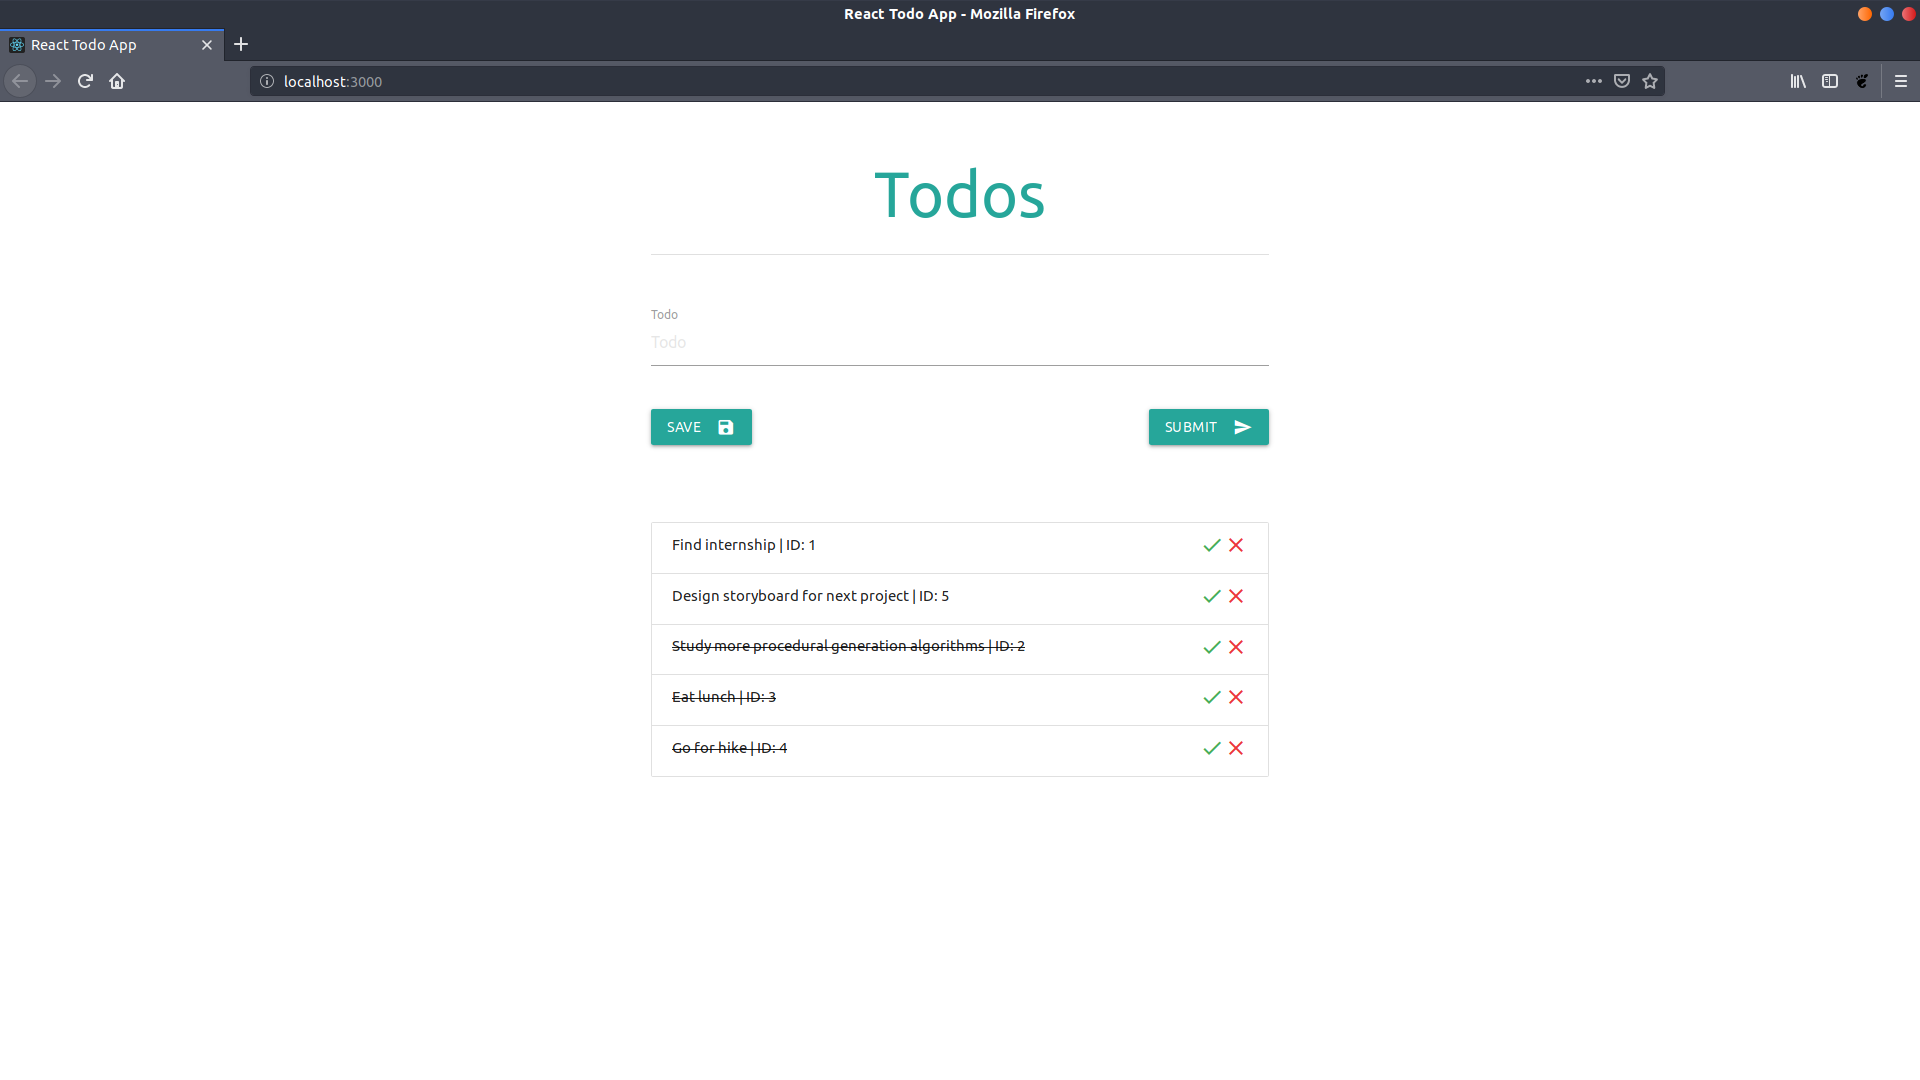 React Todo App - Mozilla Firefox
React Todo App
localhost:3000
Todos
Todo
Todo
SAVE
SUBMIT
Find internship | ID: 1
Design storyboard for next project | ID: 5
Study more procedural generation algorithms | ID: 2
Eat lunch | ID: 3
Go for hike | ID: 4